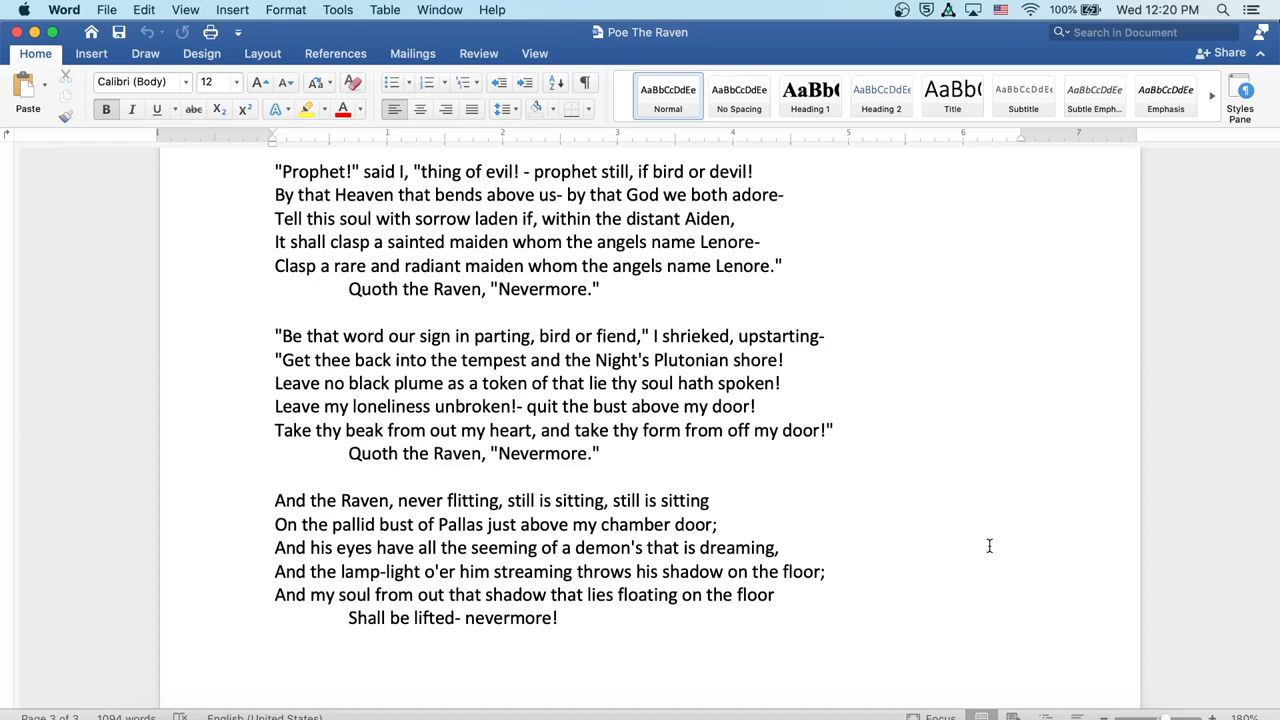 Word File Edit View Insert Format Tools Table Window Help 100% Wed 12:20 PM
Poe The Raven Search in Document
Home Insert Draw Design Layout References Mailings Review View Share
Paste Calibri (Body) 12 Normal No Spacing Heading 1 Heading 2 Title Subtitle Subtle Emph... Emphasis Styles Pane
1 1 2 3 4 5 6 7
"Prophet!" said I, "thing of evil! - prophet still, if bird or devil!
By that Heaven that bends above us- by that God we both adore-
Tell this soul with sorrow laden if, within the distant Aiden,
It shall clasp a sainted maiden whom the angels name Lenore-
Clasp a rare and radiant maiden whom the angels name Lenore."
Quoth the Raven, "Nevermore."
"Be that word our sign in parting, bird or fiend," I shrieked, upstarting-
"Get thee back into the tempest and the Night's Plutonian shore!
Leave no black plume as a token of that lie thy soul hath spoken!
Leave my loneliness unbroken!- quit the bust above my door!
Take thy beak from out my heart, and take thy form from off my door!"
Quoth the Raven, "Nevermore."
And the Raven, never flitting, still is sitting, still is sitting
On the pallid bust of Pallas just above my chamber door;
And his eyes have all the seeming of a demon's that is dreaming,
And the lamp-light o'er him streaming throws his shadow on the floor;
And my soul from out that shadow that lies floating on the floor
Shall be lifted- nevermore!
Page 3 of 3 1094 words English (United States) Focus 180%